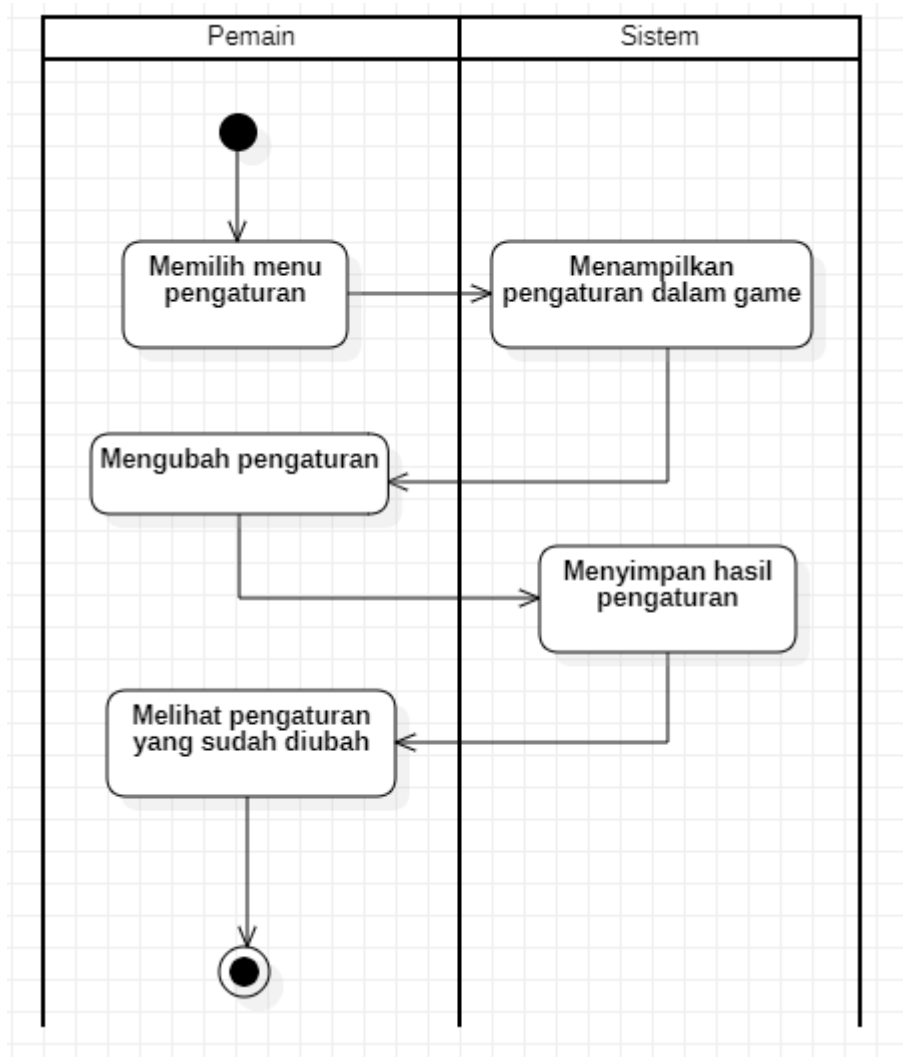 Pemain
Sistem
Memilih menu
pengaturan
Menampilkan
pengaturan dalam game
Mengubah pengaturan
Menyimpan hasil
pengaturan
Melihat pengaturan
yang sudah diubah